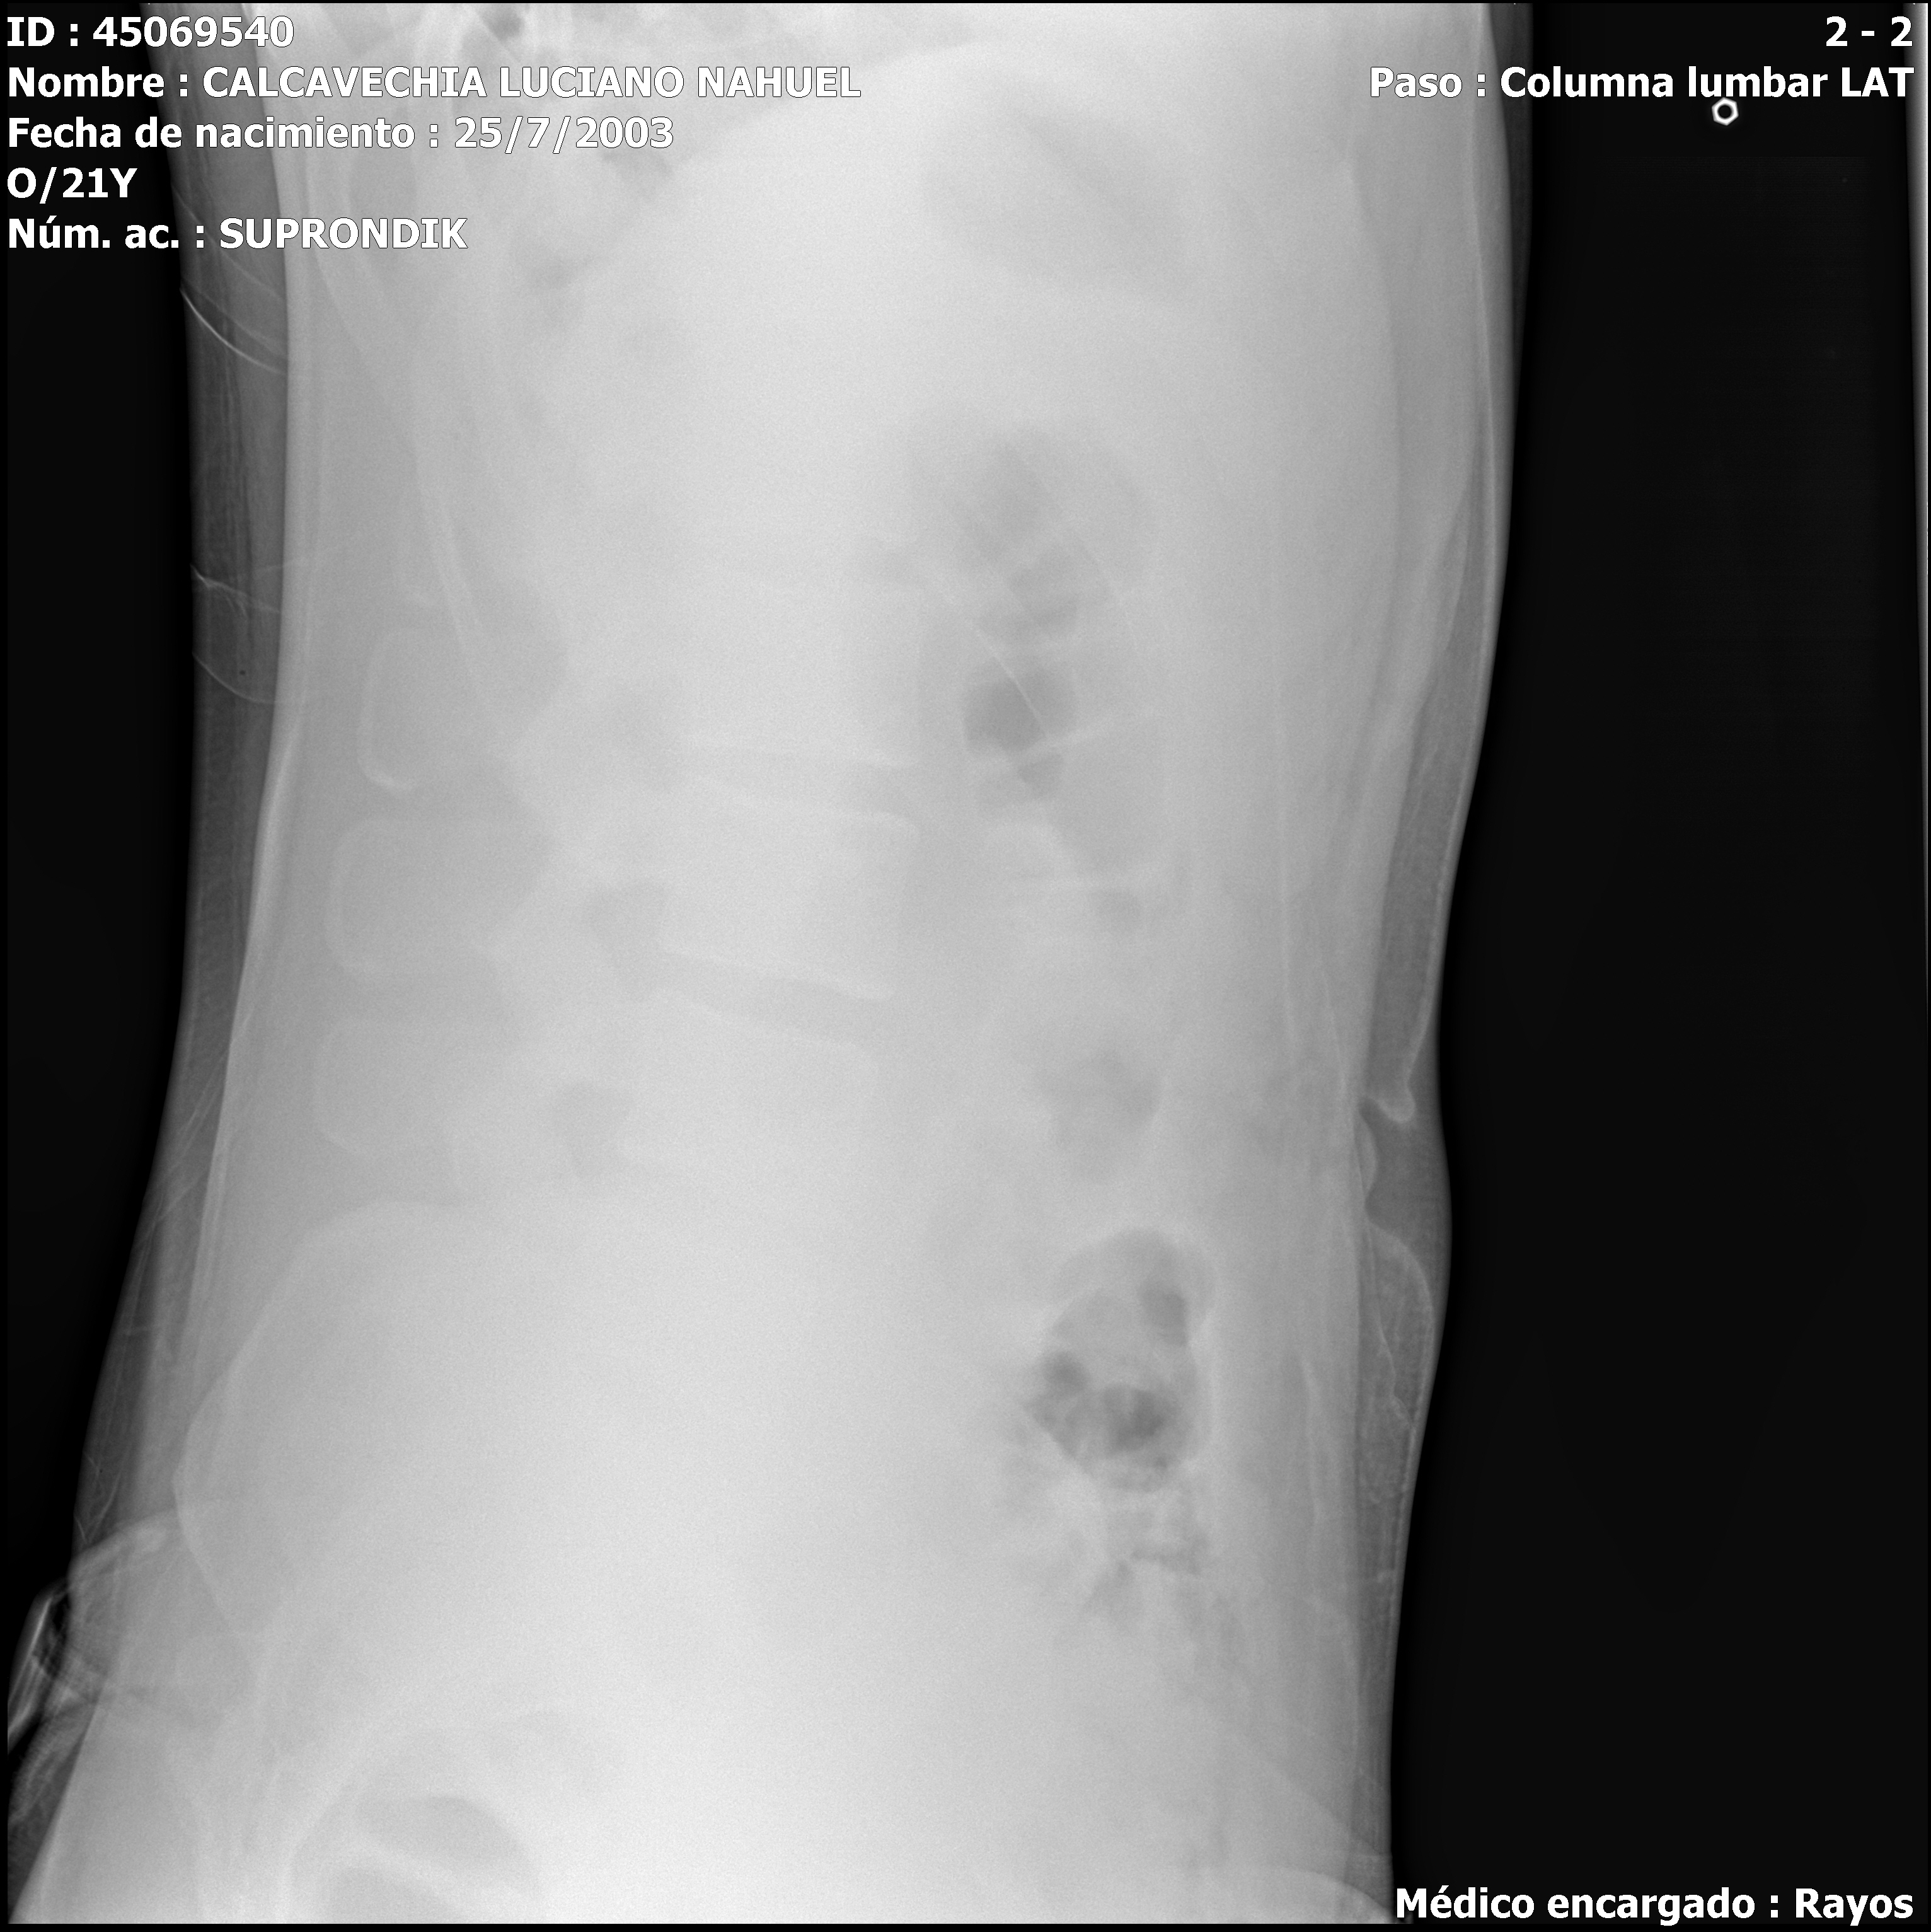 ID : 45069540
Nombre : CALCAVECHIA LUCIANO NAHUEL
Fecha de nacimiento : 25/7/2003
O/21Y
Núm. ac. : SUPRONDIK
2 - 2
Paso : Columna lumbar LAT
Médico encargado : Rayos